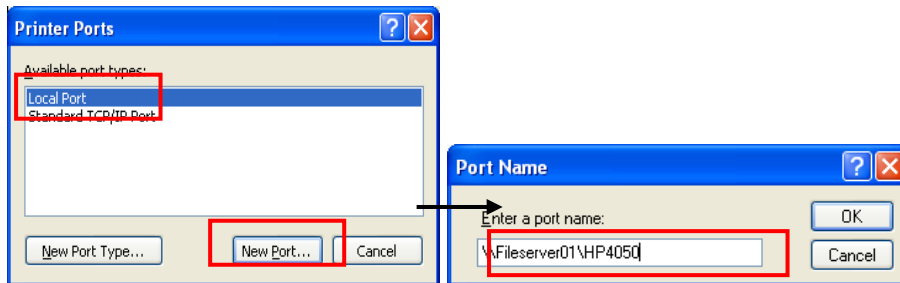 Printer Ports
Available port types:
Local Port
Standard TCP/IP Port
New Port Type...
New Port...
Cancel
Port Name
Enter a port name:
\\Fileserver01\HP4050
OK
Cancel